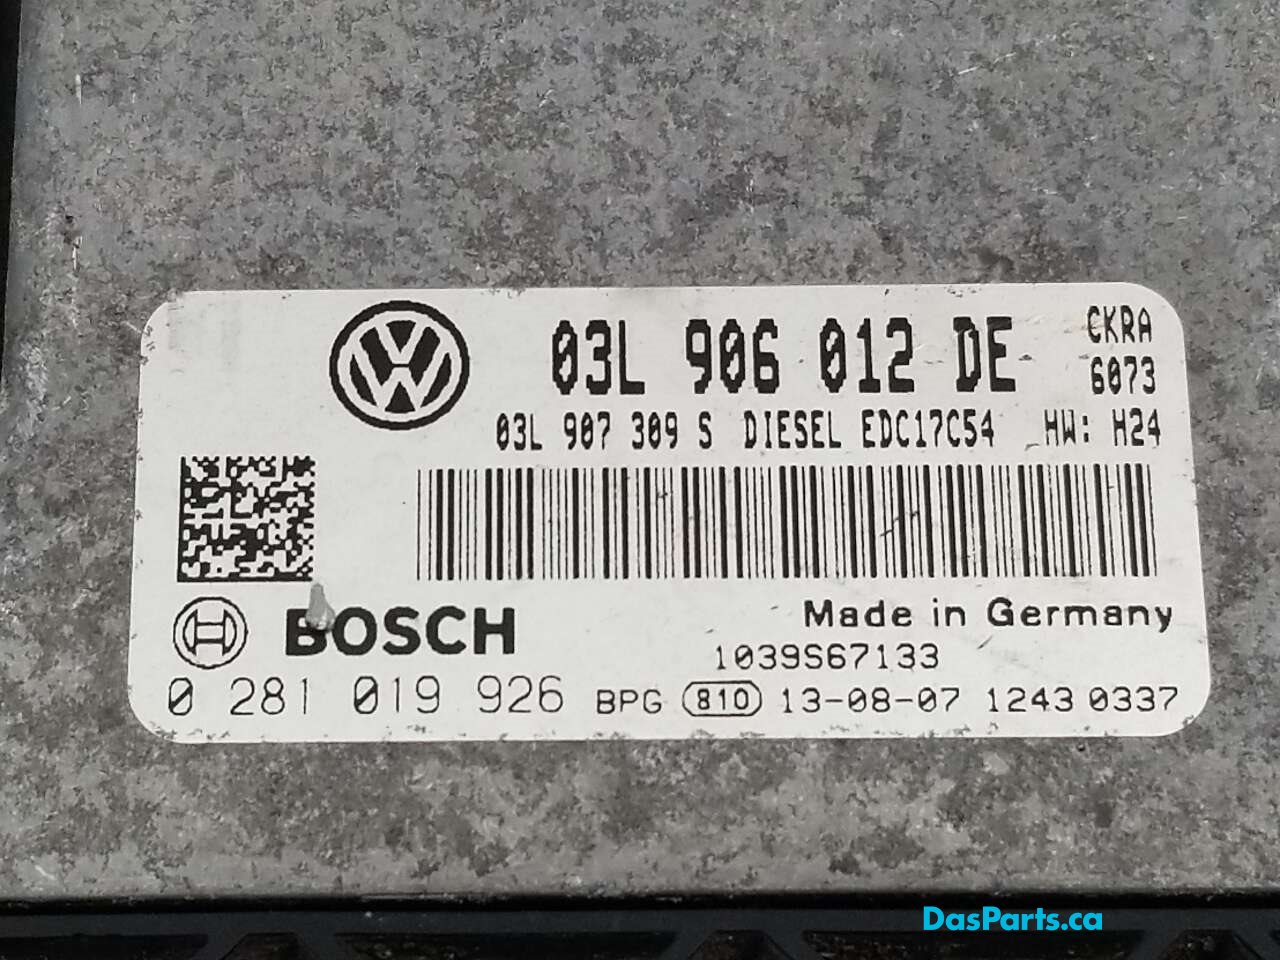 03L 906 012 DE
CKRA
6073
03L 907 309 S DIESEL EDC17C54 HW: H24
BOSCH
Made in Germany
1039S67133
0 281 019 926 BPG 810 13-08-07 1243 0337
DasParts.ca